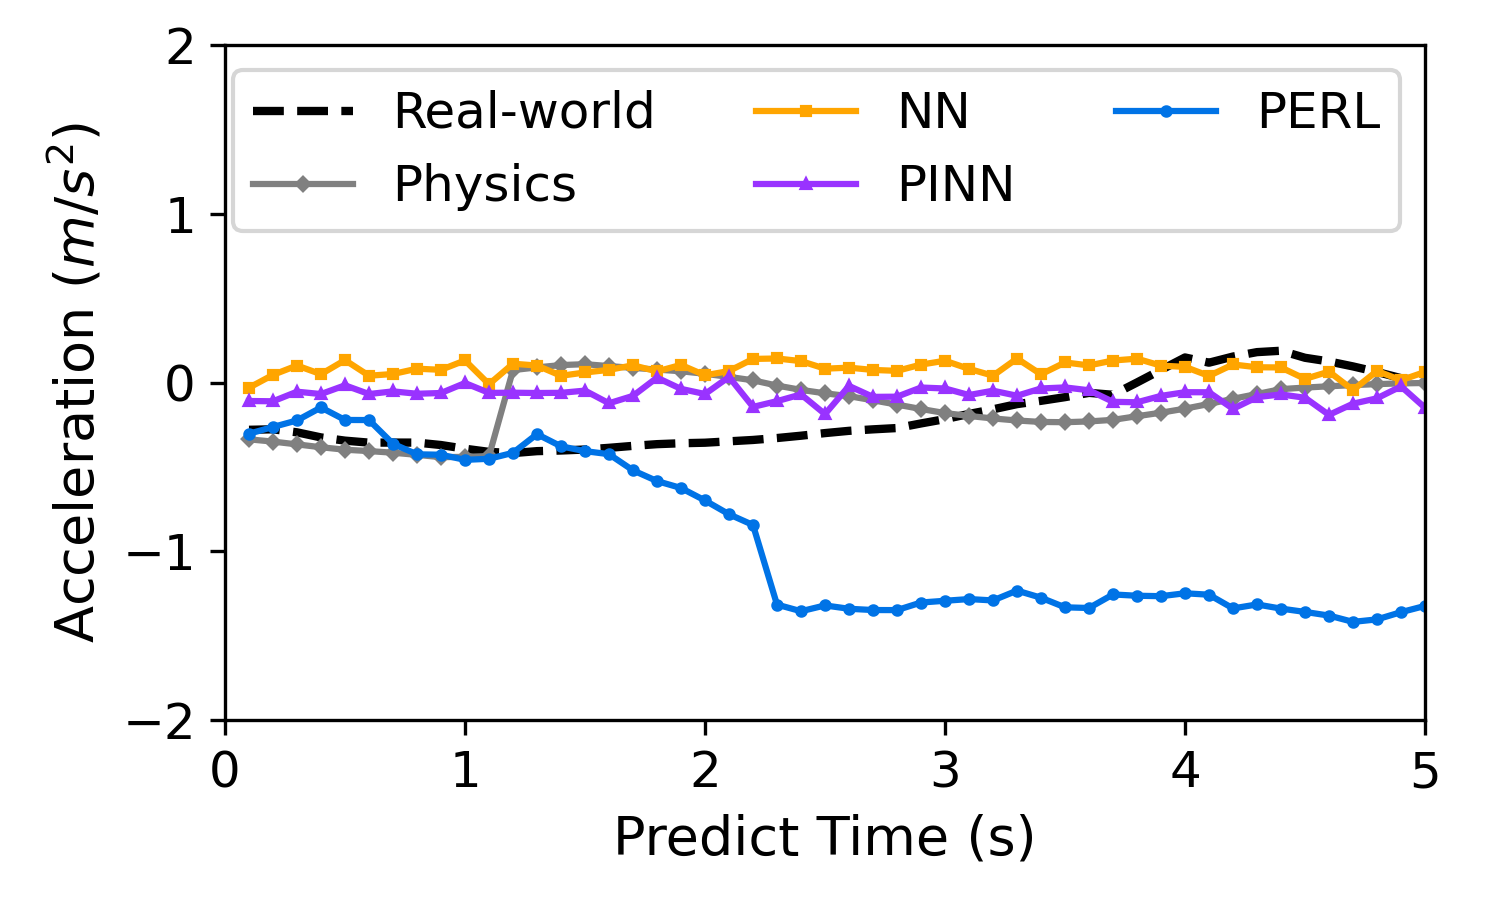 Acceleration (m/s²)
2
1
0
−1
−2
Real-world
Physics
NN
PINN
PERL
0 1 2 3 4 5
Predict Time (s)